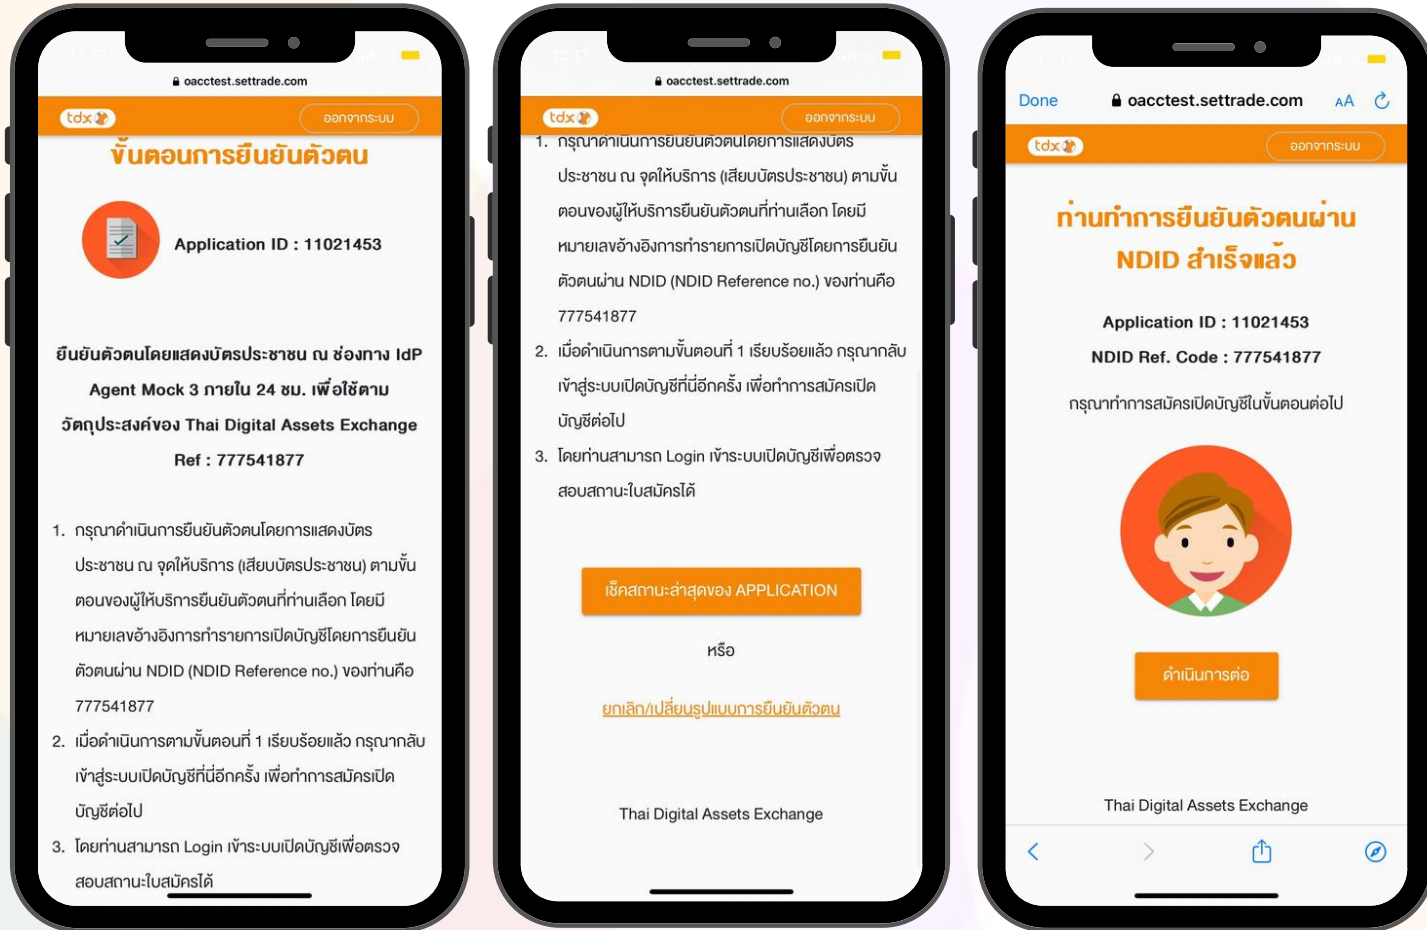 oacctest.settrade.com
tdx
ออกจากระบบ
ขั้นตอนการยืนยันตัวตน
Application ID : 11021453
ยืนยันตัวตนโดยแสดงบัตรประชาชน ณ ช่องทาง IdP
Agent Mock 3 ภายใน 24 ชม. เพื่อใช้ตาม
วัตถุประสงค์ของ Thai Digital Assets Exchange
Ref : 777541877
1. กรุณาดำเนินการยืนยันตัวตนโดยการแสดงบัตร
ประชาชน ณ จุดให้บริการ (เสียบบัตรประชาชน) ตามขั้น
ตอนของผู้ให้บริการยืนยันตัวตนที่ท่านเลือก โดยมี
หมายเลขอ้างอิงการทำรายการเปิดบัญชีโดยการยืนยัน
ตัวตนผ่าน NDID (NDID Reference no.) ของท่านคือ
777541877
2. เมื่อดำเนินการตามขั้นตอนที่ 1 เรียบร้อยแล้ว กรุณากลับ
เข้าสู่ระบบเปิดบัญชีที่นี่อีกครั้ง เพื่อทำการสมัครเปิด
บัญชีต่อไป
3. โดยท่านสามารถ Login เข้าระบบเปิดบัญชีเพื่อตรวจ
สอบสถานะใบสมัครได้
13:17
oacctest.settrade.com
tdx
ออกจากระบบ
1. กรุณาดำเนินการยืนยันตัวตนโดยการแสดงบัตร
ประชาชน ณ จุดให้บริการ (เสียบบัตรประชาชน) ตามขั้น
ตอนของผู้ให้บริการยืนยันตัวตนที่ท่านเลือก โดยมี
หมายเลขอ้างอิงการทำรายการเปิดบัญชีโดยการยืนยัน
ตัวตนผ่าน NDID (NDID Reference no.) ของท่านคือ
777541877
2. เมื่อดำเนินการตามขั้นตอนที่ 1 เรียบร้อยแล้ว กรุณากลับ
เข้าสู่ระบบเปิดบัญชีที่นี่อีกครั้ง เพื่อทำการสมัครเปิด
บัญชีต่อไป
3. โดยท่านสามารถ Login เข้าระบบเปิดบัญชีเพื่อตรวจ
สอบสถานะใบสมัครได้
เช็คสถานะล่าสุดของ APPLICATION
หรือ
ยกเลิก/เปลี่ยนรูปแบบการยืนยันตัวตน
Thai Digital Assets Exchange
Done
oacctest.settrade.com
AA
tdx
ออกจากระบบ
ท่านทำการยืนยันตัวตนผ่าน
NDID สำเร็จแล้ว
Application ID : 11021453
NDID Ref. Code : 777541877
กรุณาทำการสมัครเปิดบัญชีในขั้นตอนต่อไป
ดำเนินการต่อ
Thai Digital Assets Exchange